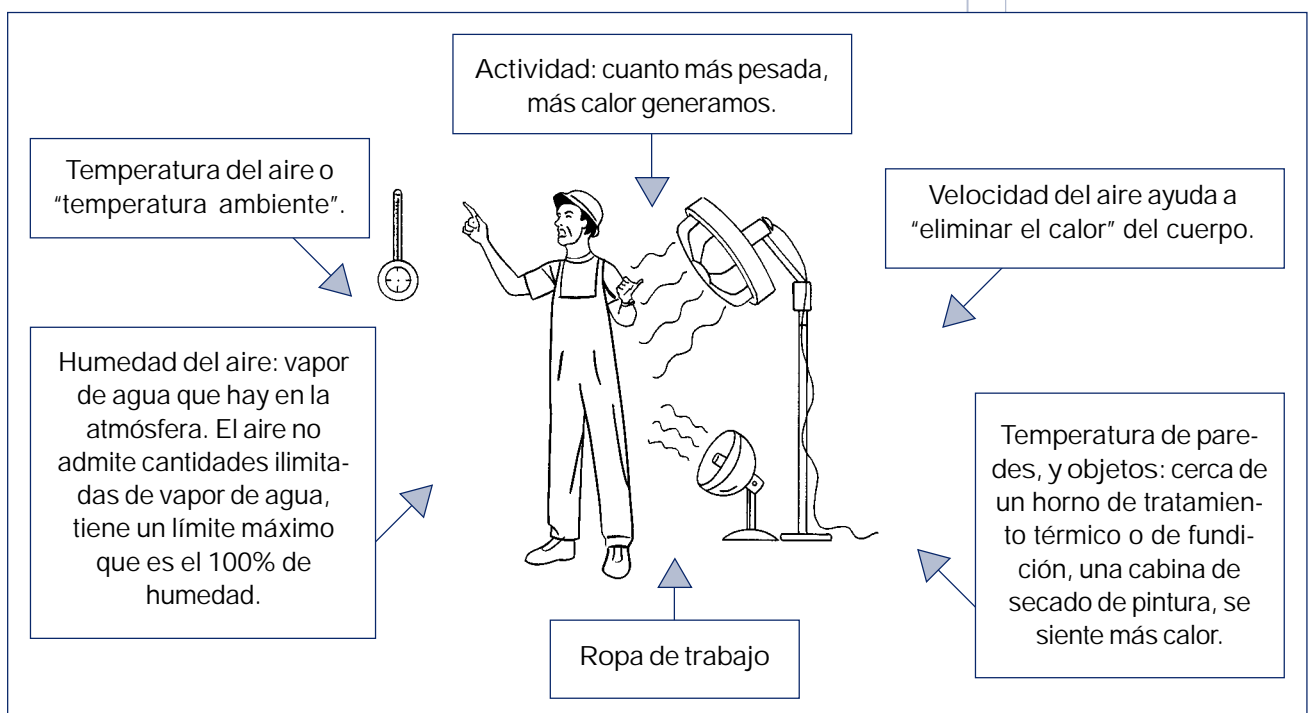 Actividad: cuanto más pesada,
más calor generamos.
Temperatura del aire o
“temperatura ambiente”.
Velocidad del aire ayuda a
“eliminar el calor” del cuerpo.
Humedad del aire: vapor
de agua que hay en la
atmósfera. El aire no
admite cantidades ilimita-
das de vapor de agua,
tiene un límite máximo
que es el 100% de
humedad.
Temperatura de pare-
des, y objetos: cerca de
un horno de tratamien-
to térmico o de fundi-
ción, una cabina de
secado de pintura, se
siente más calor.
Ropa de trabajo